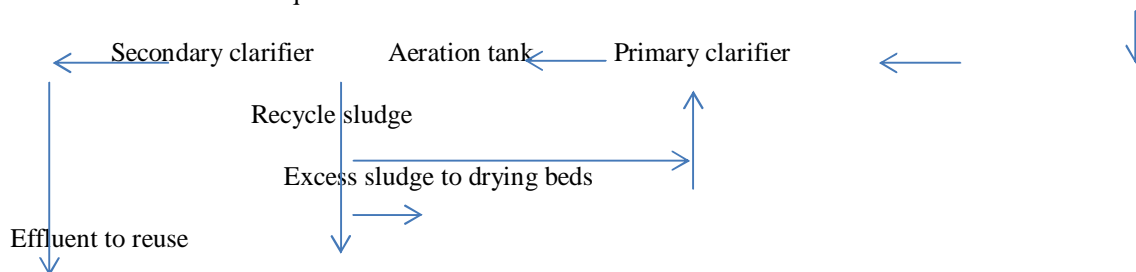 Secondary clarifier Aeration tank Primary clarifier
Recycle sludge
Excess sludge to drying beds
Effluent to reuse